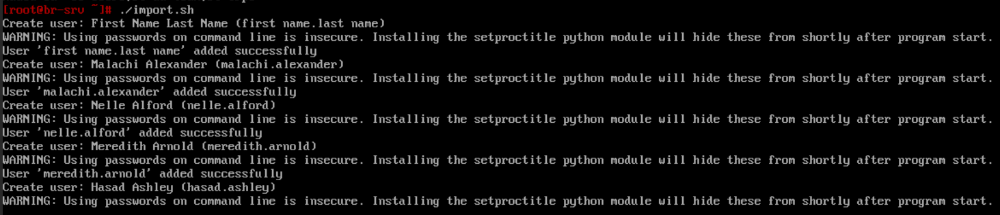 [root@br-srv ~]# ./import.sh
Create user: First Name Last Name (first name.last name)
WARNING: Using passwords on command line is insecure. Installing the setproctitle python module will hide these from shortly after program start.
User 'first name.last name' added successfully
Create user: Malachi Alexander (malachi.alexander)
WARNING: Using passwords on command line is insecure. Installing the setproctitle python module will hide these from shortly after program start.
User 'malachi.alexander' added successfully
Create user: Nelle Alford (nelle.alford)
WARNING: Using passwords on command line is insecure. Installing the setproctitle python module will hide these from shortly after program start.
User 'nelle.alford' added successfully
Create user: Meredith Arnold (meredith.arnold)
WARNING: Using passwords on command line is insecure. Installing the setproctitle python module will hide these from shortly after program start.
User 'meredith.arnold' added successfully
Create user: Hasad Ashley (hasad.ashley)
WARNING: Using passwords on command line is insecure. Installing the setproctitle python module will hide these from shortly after program start.